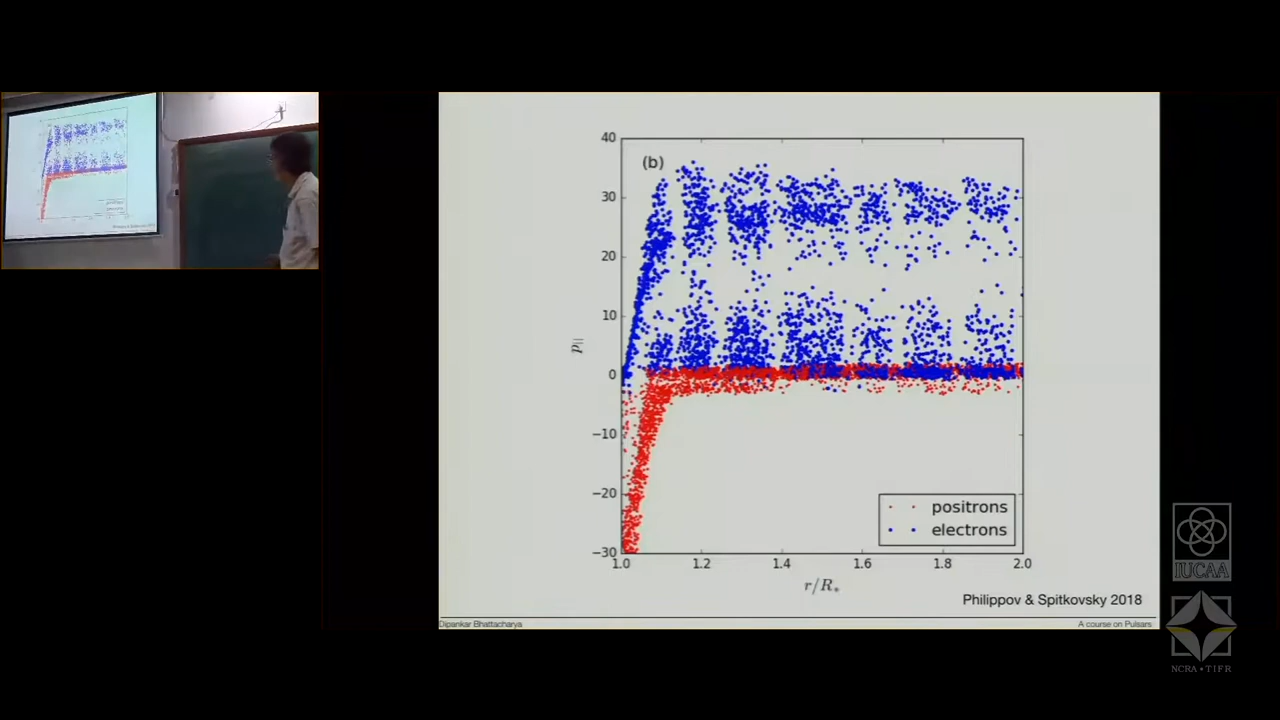 (b)
40
30
20
10
0
−10
−20
−30
p||
1.0 1.2 1.4 1.6 1.8 2.0
r/R*
positrons
electrons
Philippov & Spitkovsky 2018
Dipankar Bhattacharya
A course on Pulsars
IUCAA
NCRA • TIFR